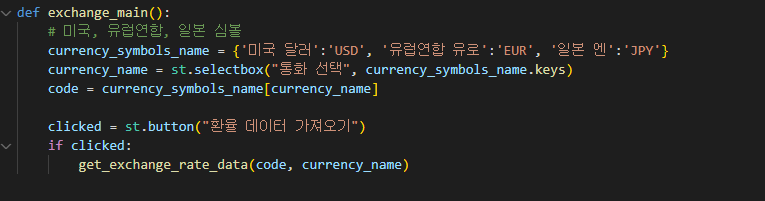 def exchange_main():
# 미국, 유럽연합, 일본 심볼
currency_symbols_name = {'미국 달러':'USD', '유럽연합 유로':'EUR', '일본 엔':'JPY'}
currency_name = st.selectbox("통화 선택", currency_symbols_name.keys)
code = currency_symbols_name[currency_name]
clicked = st.button("환율 데이터 가져오기")
if clicked:
get_exchange_rate_data(code, currency_name)